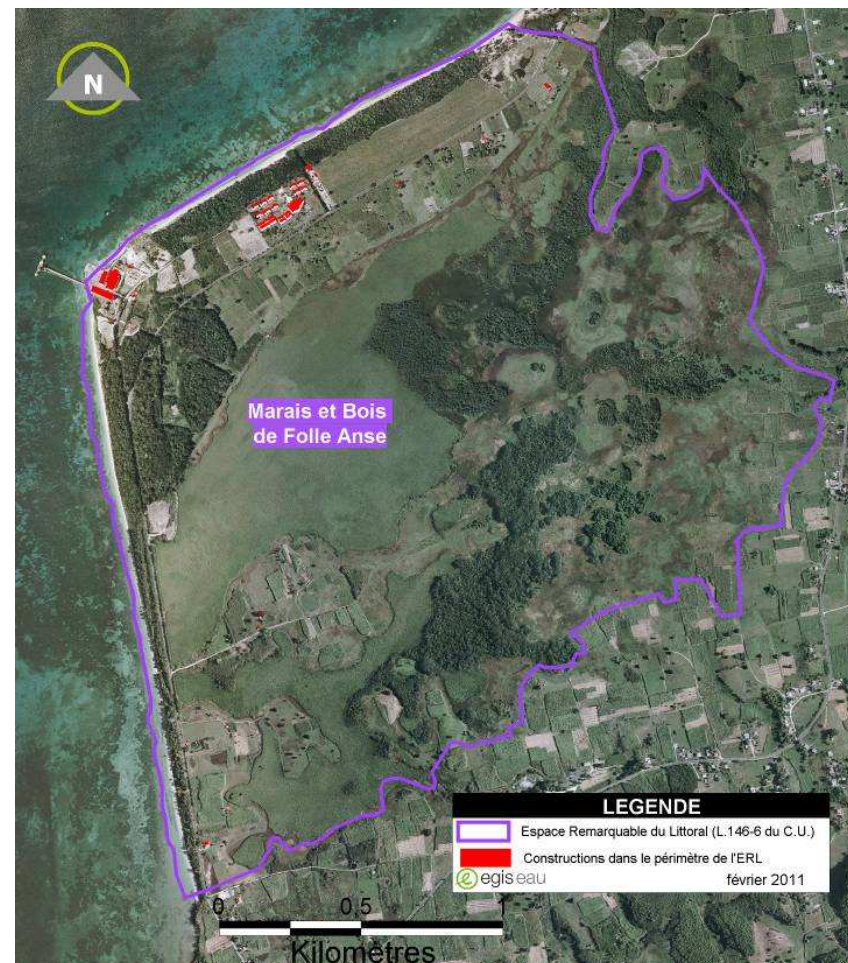 N
Marais et Bois
de Folle Anse
LEGENDE
Espace Remarquable du Littoral (L.146-6 du C.U.)
Constructions dans le périmètre de l'ERL
e egis eau février 2011
0 0,5 1
Kilomètres